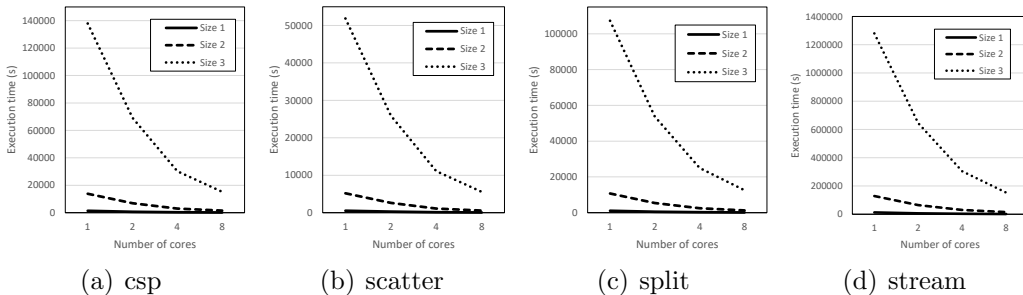 Execution time (s)
140000
120000
100000
80000
60000
40000
20000
0
1 2 4 8
Number of cores
Size 1
Size 2
Size 3
(a) csp
Execution time (s)
50000
40000
30000
20000
10000
0
1 2 4 8
Number of cores
Size 1
Size 2
Size 3
(b) scatter
Execution time (s)
100000
80000
60000
40000
20000
0
1 2 4 8
Number of cores
Size 1
Size 2
Size 3
(c) split
Execution time (s)
1400000
1200000
1000000
800000
600000
400000
200000
0
1 2 4 8
Number of cores
Size 1
Size 2
Size 3
(d) stream